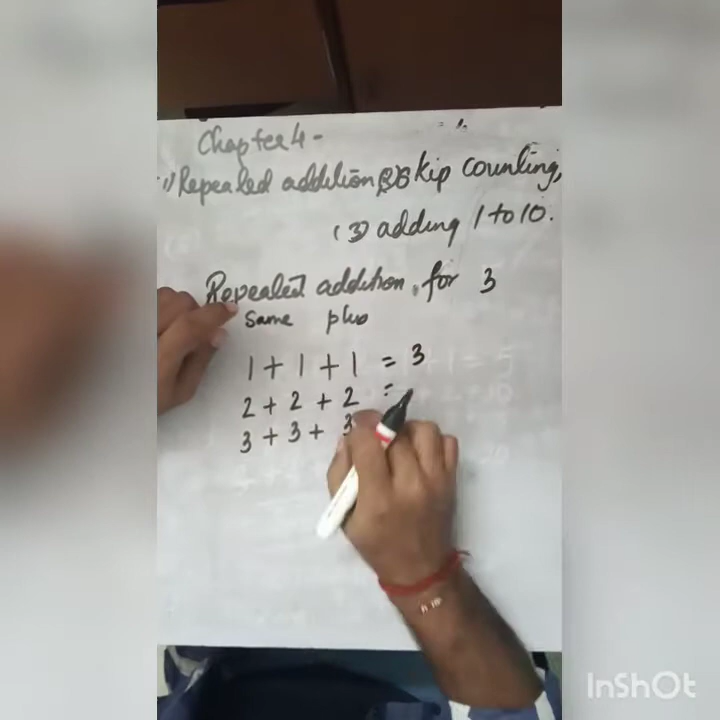 Chapter 4 -
1) Repeated addition, 2) Skip counting,
(3) adding 1 to 10.
Repeated addition, for 3
Same plus
1 + 1 + 1 = 3
2 + 2 + 2 =
3 + 3 + 3
InShOt